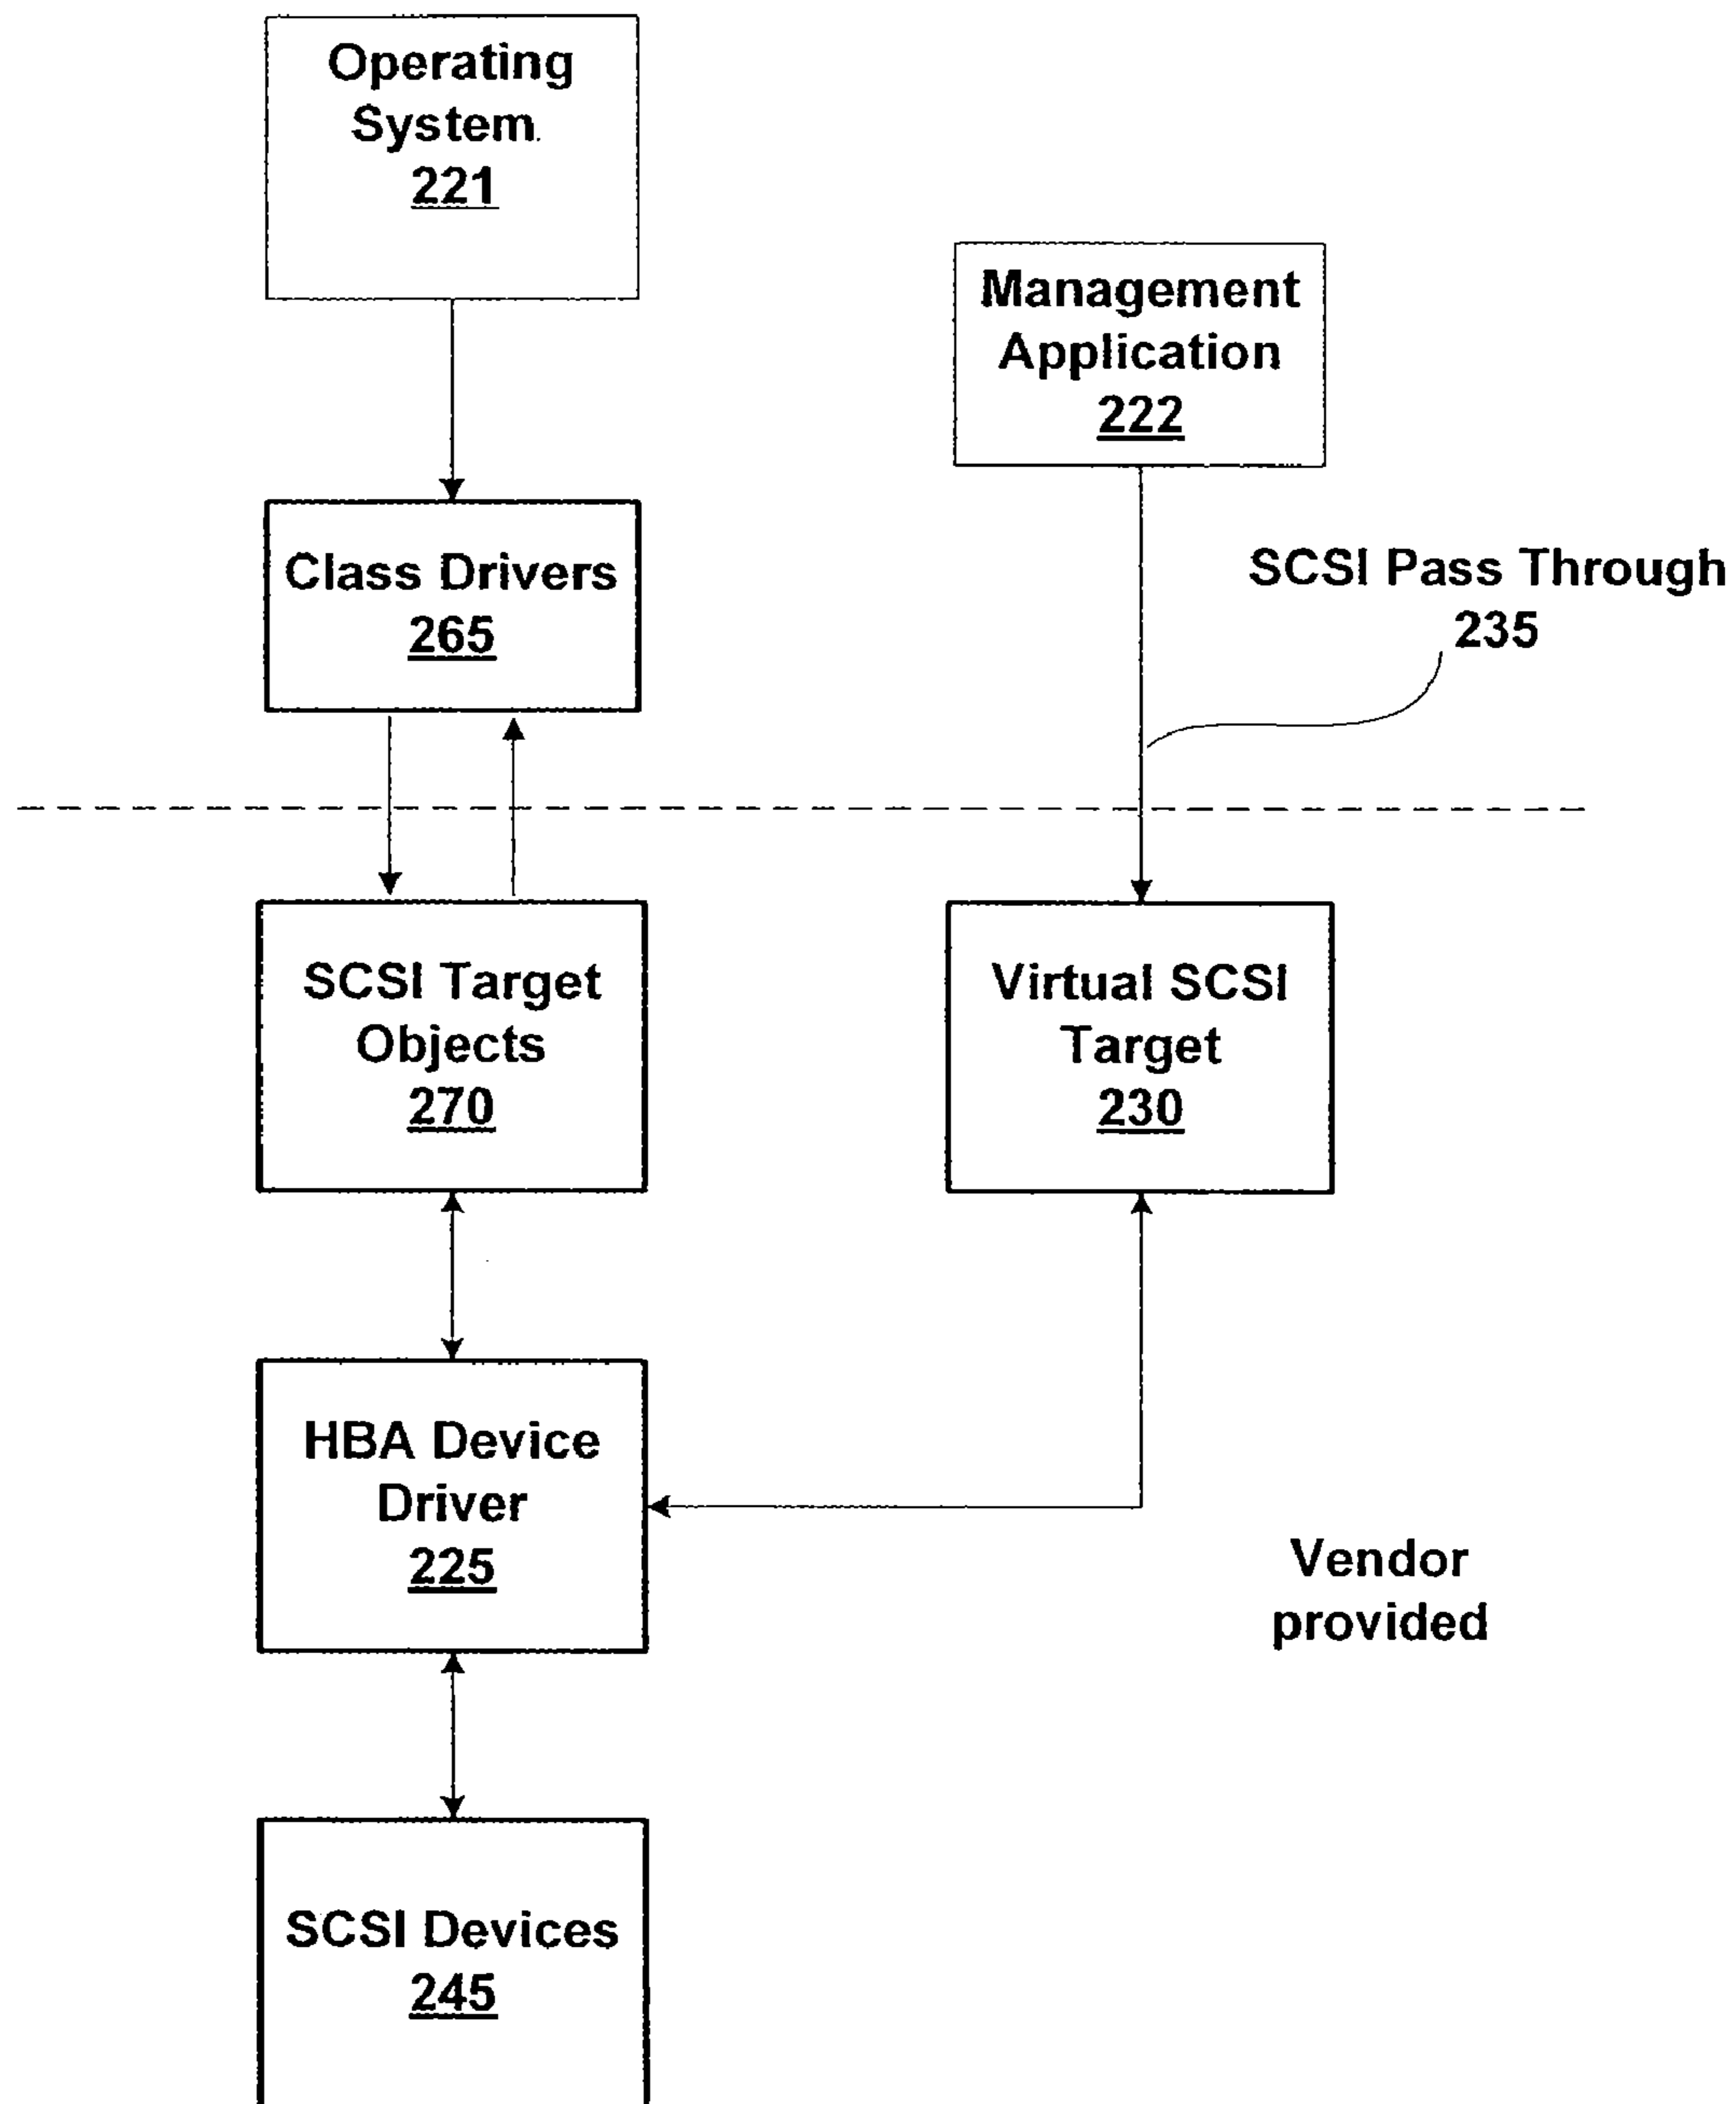 Operating
System
221
Management
Application
222
Class Drivers
265
SCSI Pass Through
235
SCSI Target
Objects
270
Virtual SCSI
Target
230
HBA Device
Driver
225
Vendor
provided
SCSI Devices
245